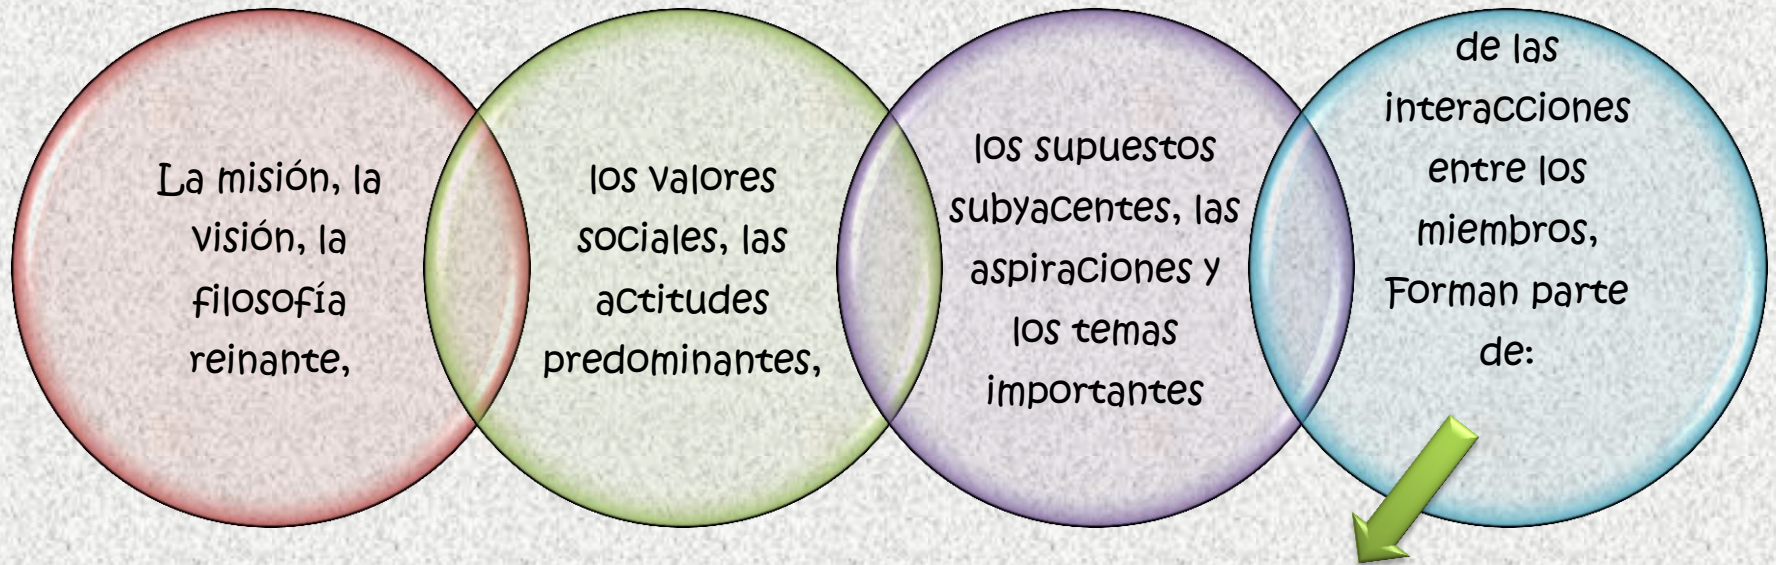 La misión, la
visión, la
filosofía
reinante,
los valores
sociales, las
actitudes
predominantes,
los supuestos
subyacentes, las
aspiraciones y
los temas
importantes
de las
interacciones
entre los
miembros,
Forman parte
de: